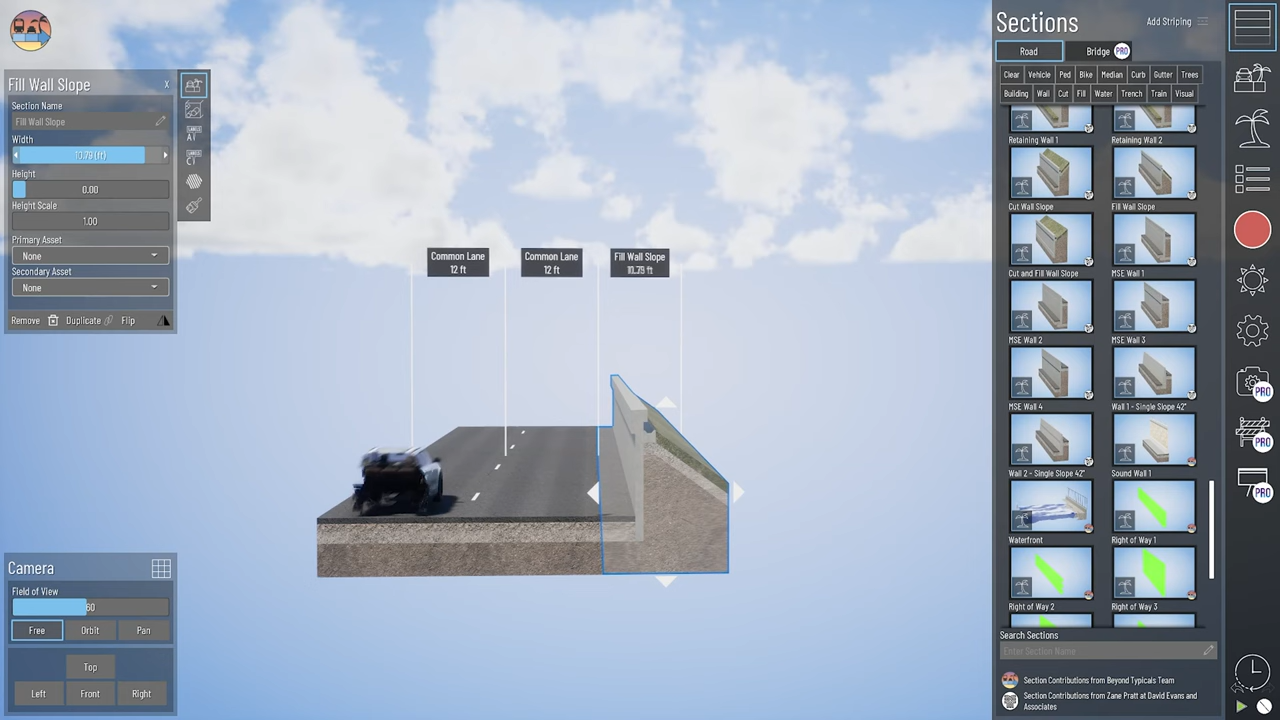 Fill Wall Slope
x
Section Name
Fill Wall Slope
Width
10.79 (ft)
Height
0.00
Height Scale
1.00
Primary Asset
None
Secondary Asset
None
Remove Duplicate Flip
Camera
Field of View
60
Free Orbit Pan
Top
Left Front Right
Common Lane
12 ft
Common Lane
12 ft
Fill Wall Slope
10.79 ft
Sections
Add Striping
Road Bridge PRO
Clear Vehicle Ped Bike Median Curb Gutter Trees
Building Wall Cut Fill Water Trench Train Visual
Retaining Wall 1 Retaining Wall 2
Cut Wall Slope Fill Wall Slope
Cut and Fill Wall Slope MSE Wall 1
MSE Wall 2 MSE Wall 3
MSE Wall 4 Wall 1 - Single Slope 42"
Wall 2 - Single Slope 42" Sound Wall 1
Waterfront Right of Way 1
Right of Way 2 Right of Way 3
Search Sections
Enter Section Name
Section Contributions from Beyond Typicals Team
Section Contributions from Zane Pratt at David Evans and
Associates
PRO
PRO
PRO